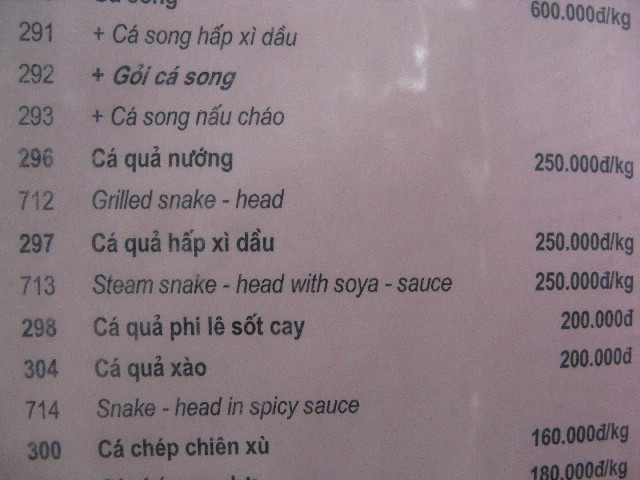 600.000đ/kg
291 + Cá song hấp xì dầu
292 + Gỏi cá song
293 + Cá song nấu cháo
296 Cá quả nướng 250.000đ/kg
712 Grilled snake - head
297 Cá quả hấp xì dầu 250.000đ/kg
713 Steam snake - head with soya - sauce 250.000đ/kg
298 Cá quả phi lê sốt cay 200.000đ
304 Cá quả xào 200.000đ
714 Snake - head in spicy sauce
300 Cá chép chiên xù 160.000đ/kg
180.000đ/kg